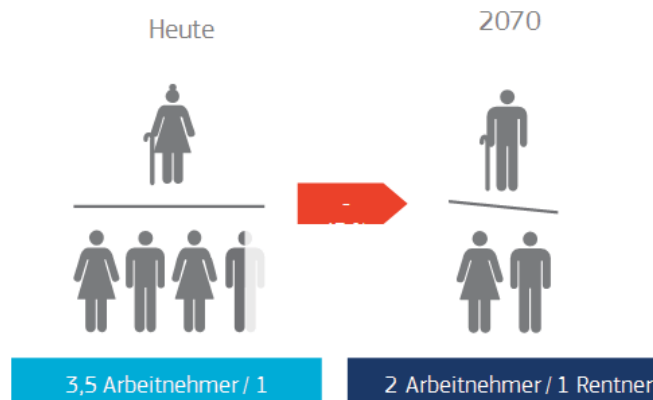 Heute
2070
-
3,5 Arbeitnehmer / 1
2 Arbeitnehmer / 1 Rentner